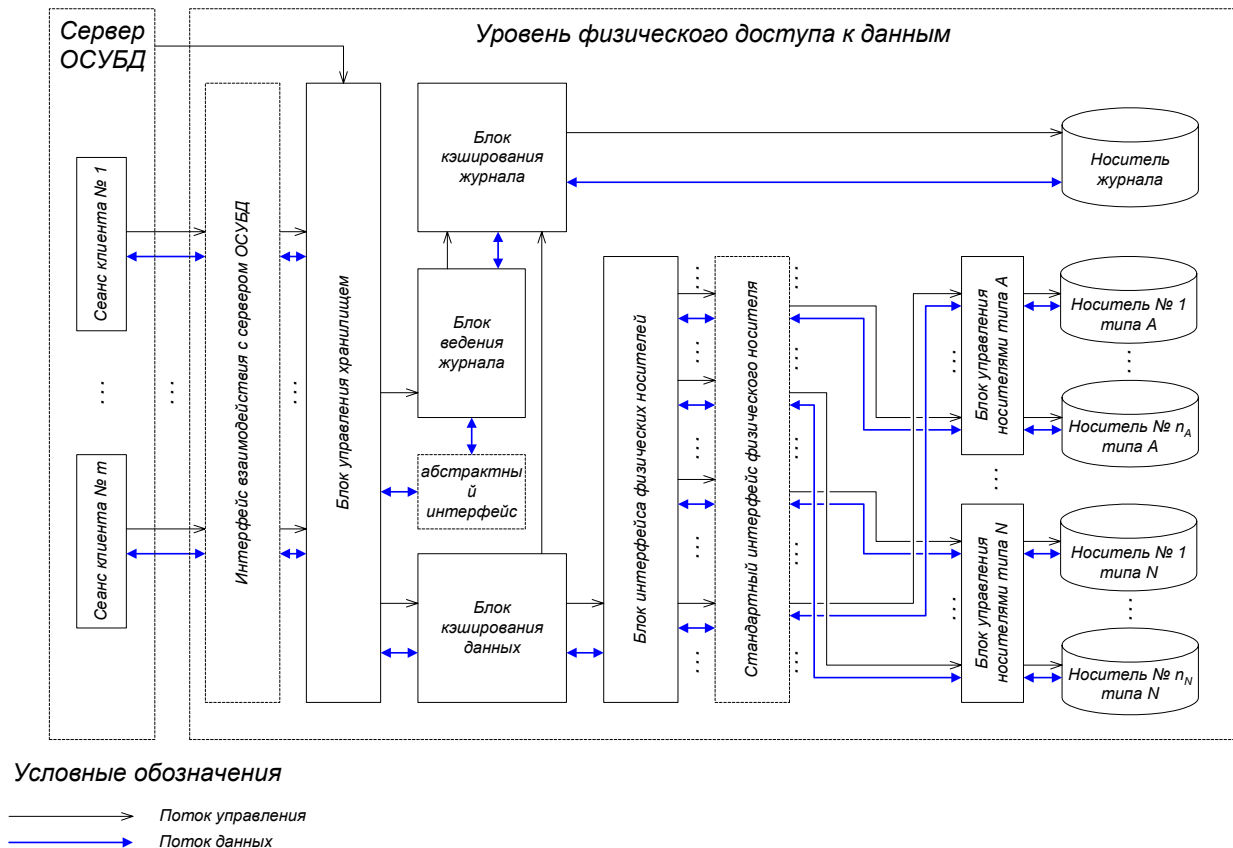 Сервер
ОСУБД
Уровень физического доступа к данным
Сеанс клиента № 1
Сеанс клиента № m
Интерфейс взаимодействия с сервером ОСУБД
Блок управления хранилищем
Блок
кэширования
журнала
Блок
ведения
журнала
абстрактны
й
интерфейс
Блок
кэширования
данных
Блок интерфейса физических носителей
Стандартный интерфейс физического носителя
Блок управления
носителями типа A
Блок управления
носителями типа N
Носитель
журнала
Носитель № 1
типа A
Носитель № nA
типа A
Носитель № 1
типа N
Носитель № nN
типа N
Условные обозначения
Поток управления
Поток данных